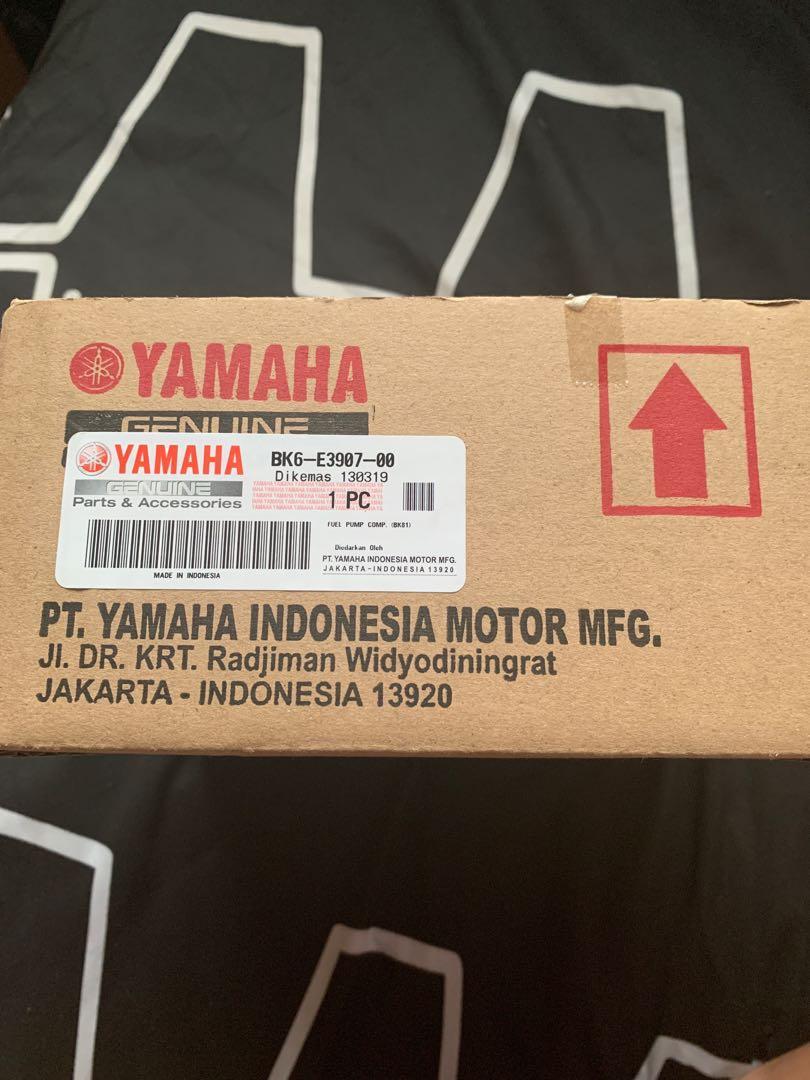 YAMAHA
GENUINE
YAMAHA
GENUINE
Parts & Accessories
BK6-E3907-00
Dikemas 130319
1 PC
FUEL PUMP COMP. (BK81)
Diedarkan Oleh
PT. YAMAHA INDONESIA MOTOR MFG.
JAKARTA-INDONESIA 13920
MADE IN INDONESIA
PT. YAMAHA INDONESIA MOTOR MFG.
Jl. DR. KRT. Radjiman Widyodiningrat
JAKARTA - INDONESIA 13920